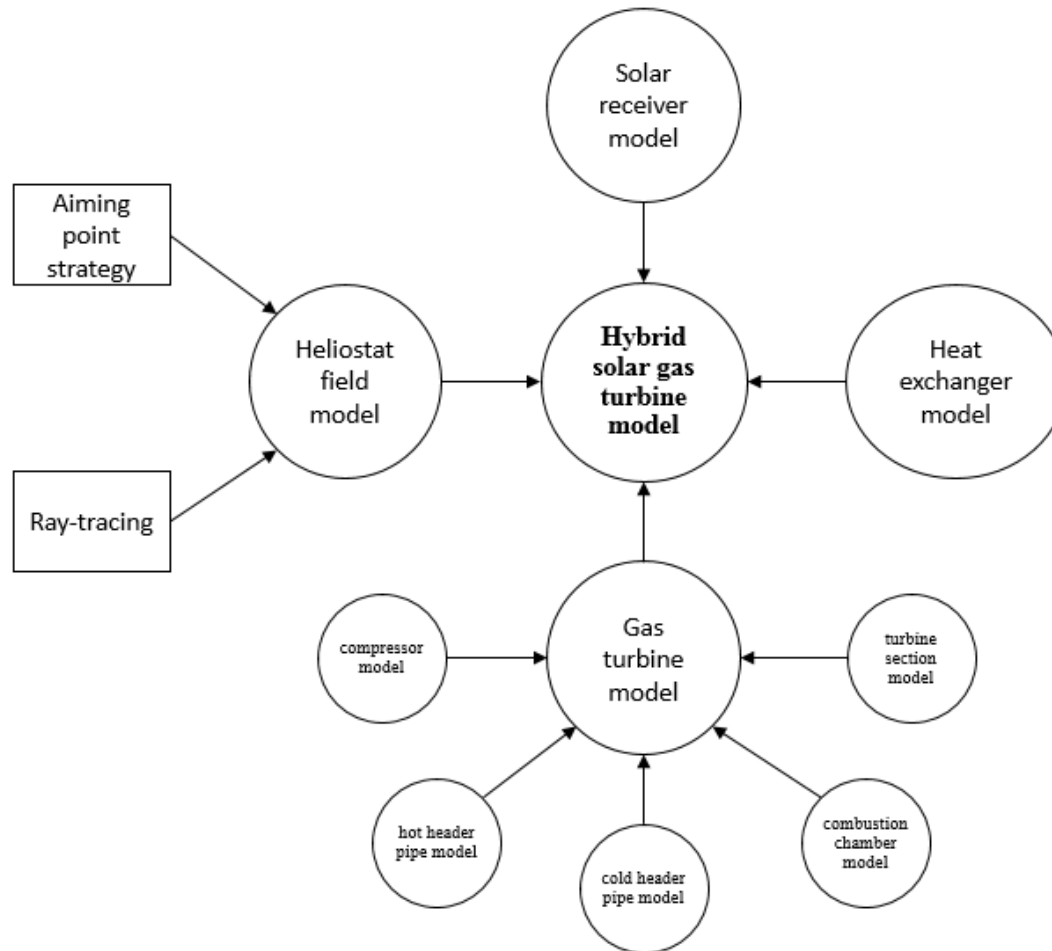 Solar
receiver
model
Aiming
point
strategy
Heliostat
field
model
Hybrid
solar gas
turbine
model
Heat
exchanger
model
Ray-tracing
compressor
model
Gas
turbine
model
turbine
section model
hot header
pipe model
cold header
pipe model
combustion
chamber
model